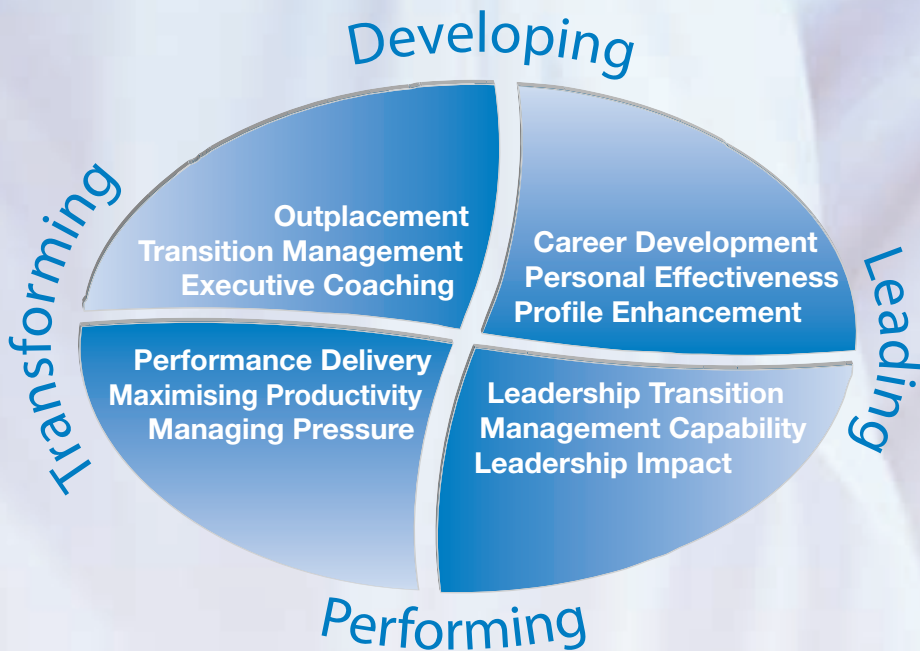 Developing
Transforming
Outplacement
Transition Management
Executive Coaching
Career Development
Personal Effectiveness
Profile Enhancement
Leading
Performance Delivery
Maximising Productivity
Managing Pressure
Leadership Transition
Management Capability
Leadership Impact
Performing